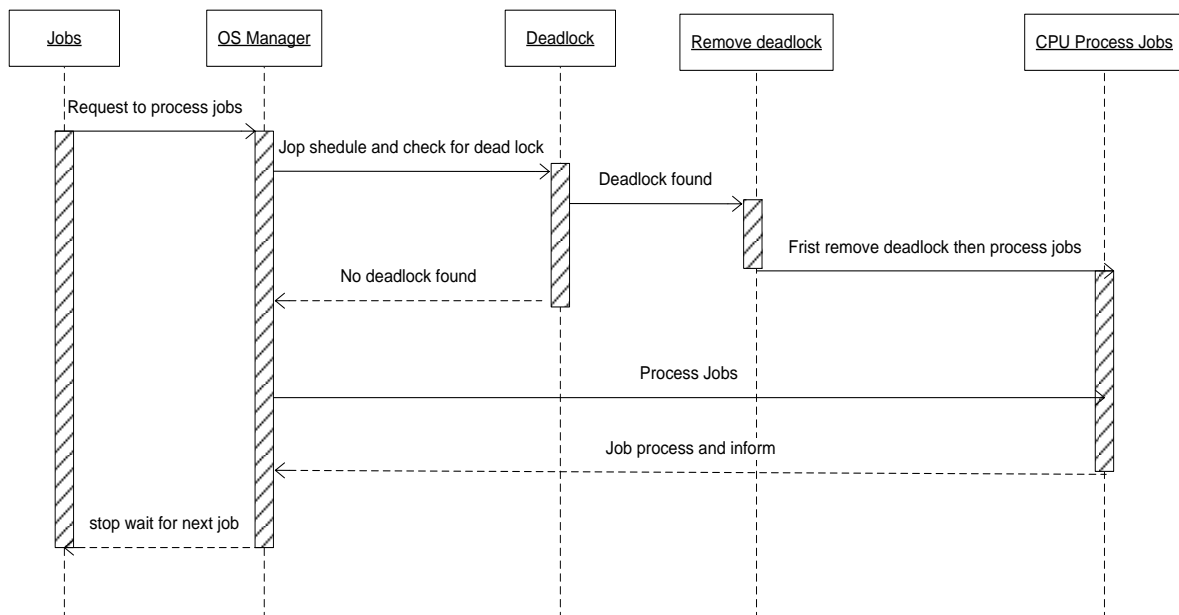 Jobs
OS Manager
Deadlock
Remove deadlock
CPU Process Jobs
Request to process jobs
Jop shedule and check for dead lock
Deadlock found
Frist remove deadlock then process jobs
No deadlock found
Process Jobs
Job process and inform
stop wait for next job